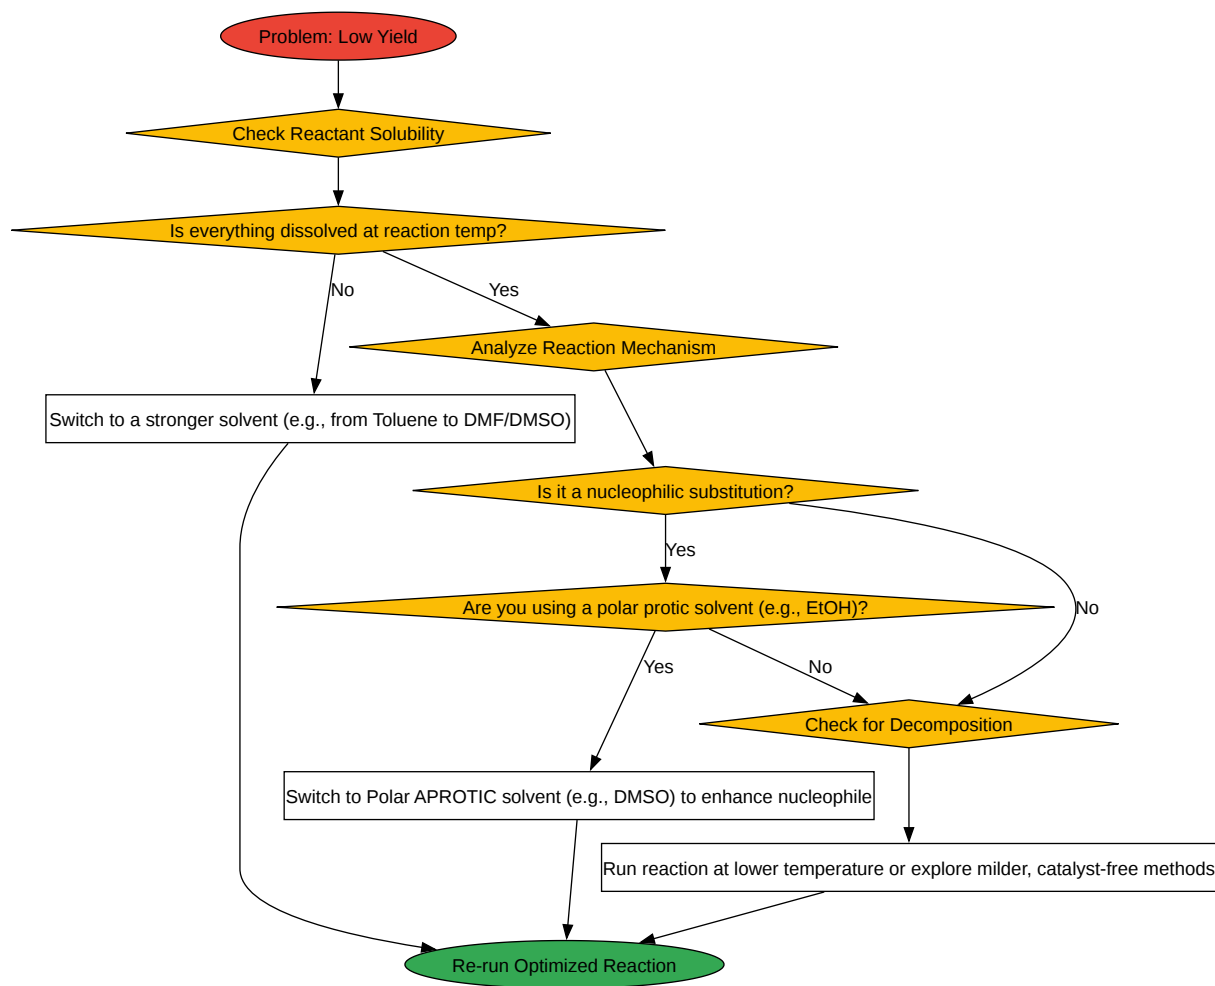 Problem: Low Yield
Check Reactant Solubility
Is everything dissolved at reaction temp?
No
Yes
Analyze Reaction Mechanism
Switch to a stronger solvent (e.g., from Toluene to DMF/DMSO)
Is it a nucleophilic substitution?
Yes
No
Are you using a polar protic solvent (e.g., EtOH)?
Yes
No
Check for Decomposition
Switch to Polar APROTIC solvent (e.g., DMSO) to enhance nucleophile
Run reaction at lower temperature or explore milder, catalyst-free methods
Re-run Optimized Reaction